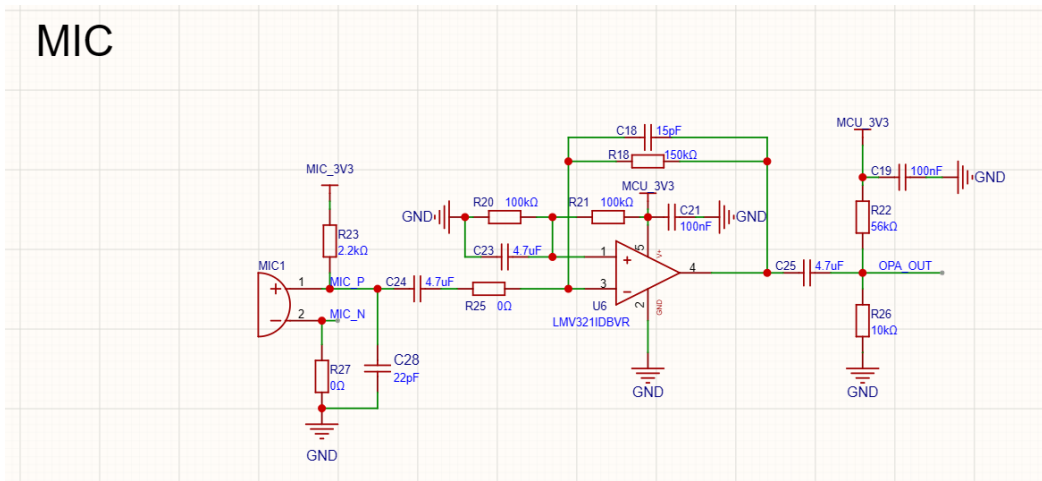 MIC
C18 15pF
MCU_3V3
R18 150kΩ
C19 100nF
GND
MIC_3V3
MCU_3V3
R20 100kΩ
R21 100kΩ
GND
C21
100nF
GND
R22
56kΩ
R23
2.2kΩ
C23 4.7uF
5
V+
1
+
MIC1
4
C25 4.7uF
OPA_OUT
+
1
MIC_P
C24 4.7uF
3
−
R25 0Ω
U6
2
GND
LMV321IDBVR
−
2
MIC_N
R26
10kΩ
C28
22pF
R27
0Ω
GND
GND
GND